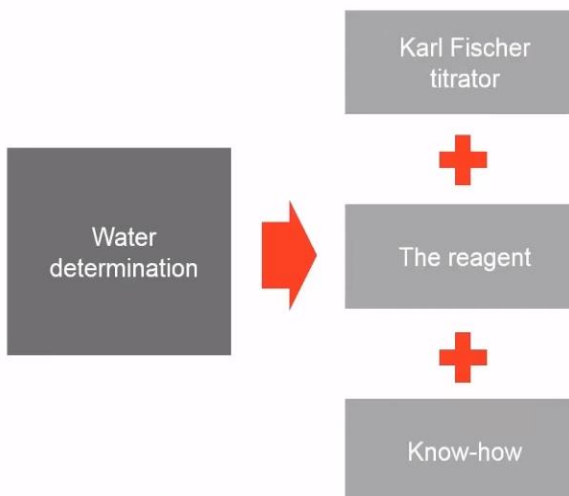 Karl Fischer
titrator
Water
determination
The reagent
Know-how